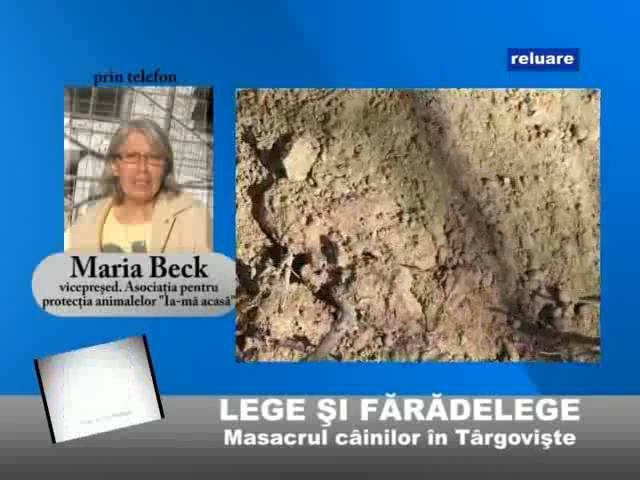 reluare
prin telefon
Maria Beck
vicepreşed. Asociaţia pentru
protecţia animalelor "Ia-mă acasă"
LEGE ŞI FĂRĂDELEGE
Masacrul câinilor în Târgovişte